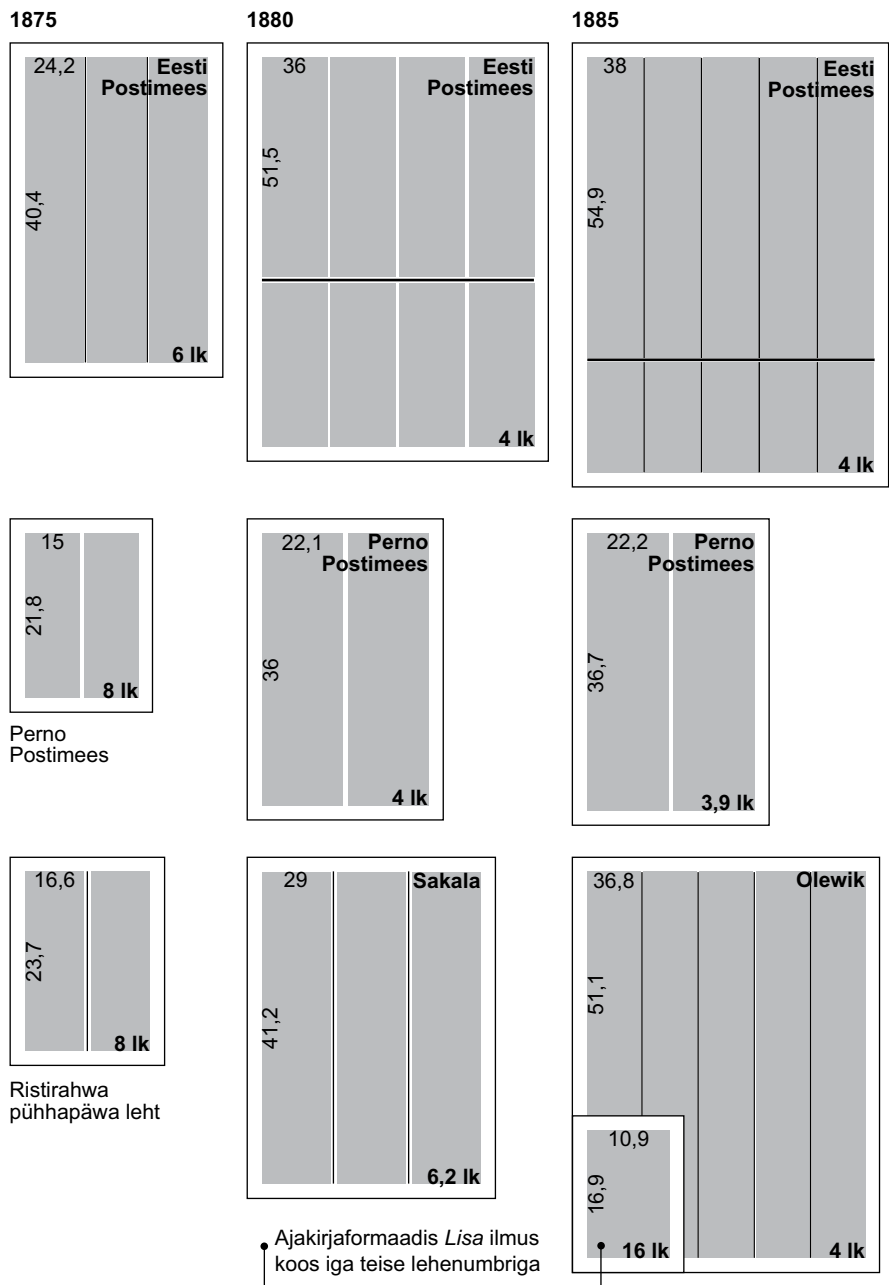 1875
1880
1885
24,2
Eesti
Postimees
40,4
6 lk
36
Eesti
Postimees
51,5
4 lk
38
Eesti
Postimees
54,9
4 lk
15
21,8
8 lk
Perno
Postimees
22,1
Perno
Postimees
36
4 lk
22,2
Perno
Postimees
36,7
3,9 lk
16,6
23,7
8 lk
Ristirahwa
pühhapäwa leht
29
Sakala
41,2
6,2 lk
36,8
Olewik
51,1
4 lk
10,9
16,9
16 lk
Ajakirjaformaadis Lisa ilmus
koos iga teise lehenumbriga